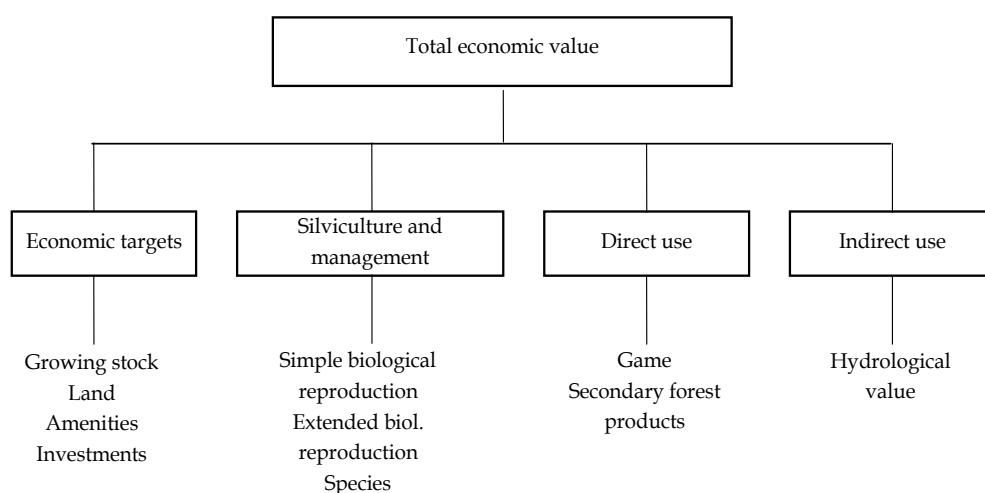 Total economic value
Economic targets
Silviculture and
management
Direct use
Indirect use
Growing stock
Land
Amenities
Investments
Simple biological
reproduction
Extended biol.
reproduction
Species
Game
Secondary forest
products
Hydrological
value